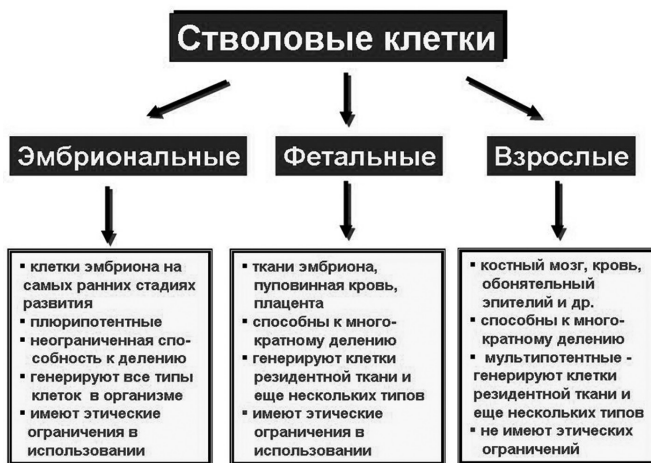 Стволовые клетки
Эмбриональные
Фетальные
Взрослые
▪ клетки эмбриона на
самых ранних стадиях
развития
▪ плюрипотентные
▪ неограниченная спо-
собность к делению
▪ генерируют все типы
клеток в организме
▪ имеют этические
ограничения в
использовании
▪ ткани эмбриона,
пуповинная кровь,
плацента
▪ способны к много-
кратному делению
▪ генерируют клетки
резидентной ткани и
еще нескольких типов
▪ имеют этические
ограничения в
использовании
▪ костный мозг, кровь,
обонятельный
эпителий и др.
▪ способны к много-
кратному делению
▪ мультипотентные -
генерируют клетки
резидентной ткани и
еще нескольких типов
▪ не имеют этических
ограничений